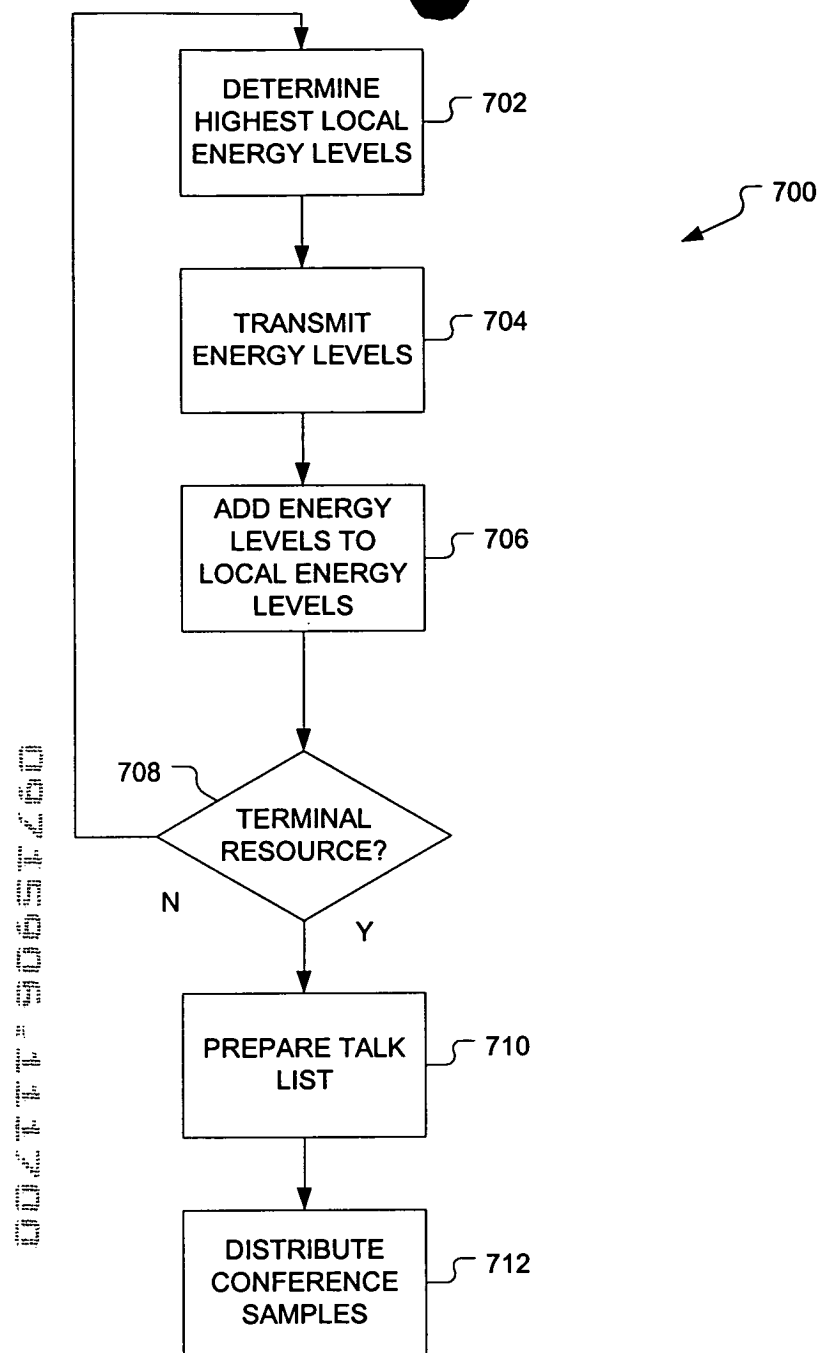 DETERMINE
HIGHEST LOCAL
ENERGY LEVELS
702
700
TRANSMIT
ENERGY LEVELS
704
ADD ENERGY
LEVELS TO
LOCAL ENERGY
LEVELS
706
708
TERMINAL
RESOURCE?
N
Y
PREPARE TALK
LIST
710
DISTRIBUTE
CONFERENCE
SAMPLES
712